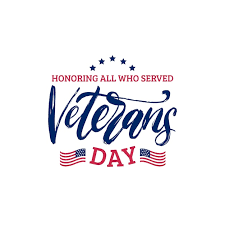 HONORING ALL WHO SERVED
Veterans
DAY